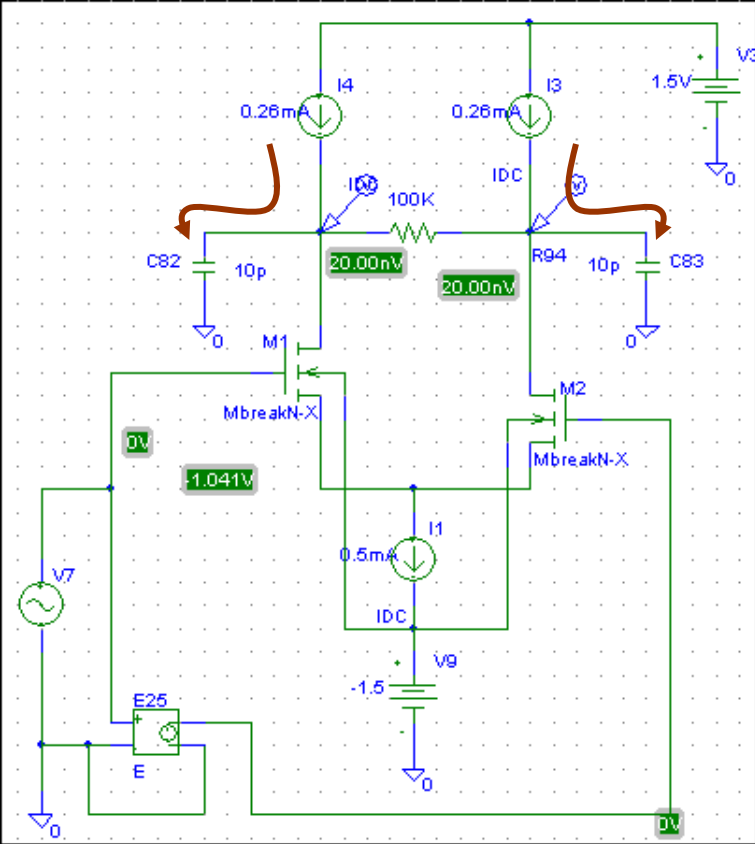 V3
I4
I3
1.5V
0.26mA
0.26mA
0
IDC
IDC
100K
R94
C82
10p
20.00nV
20.00nV
10p
C83
0
0
M1
M2
MbreakN-X
MbreakN-X
0V
-1.041V
I1
0.5mA
V7
IDC
V9
-1.5
E25
+
-
E
0
0
0V